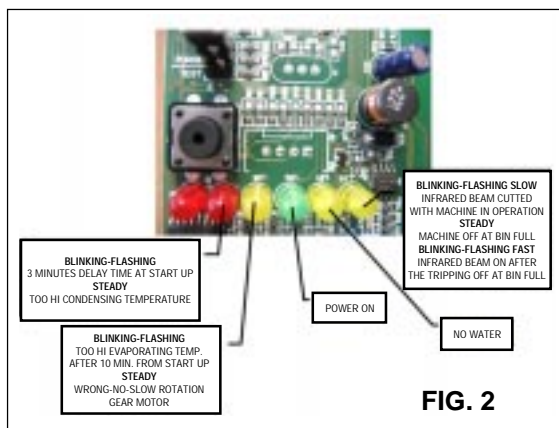 BLINKING-FLASHING SLOW
INFRARED BEAM CUTTED
WITH MACHINE IN OPERATION
STEADY
MACHINE OFF AT BIN FULL
BLINKING-FLASHING FAST
INFRARED BEAM ON AFTER
THE TRIPPING OFF AT BIN FULL
BLINKING-FLASHING
3 MINUTES DELAY TIME AT START UP
STEADY
TOO HI CONDENSING TEMPERATURE
POWER ON
NO WATER
BLINKING-FLASHING
TOO HI EVAPORATING TEMP.
AFTER 10 MIN. FROM START UP
STEADY
WRONG-NO-SLOW ROTATION
GEAR MOTOR
FIG. 2